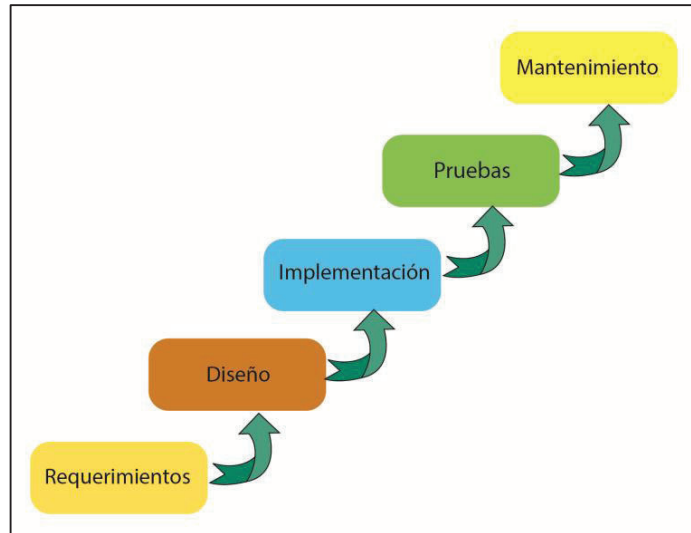 Mantenimiento
Pruebas
Implementación
Diseño
Requerimientos